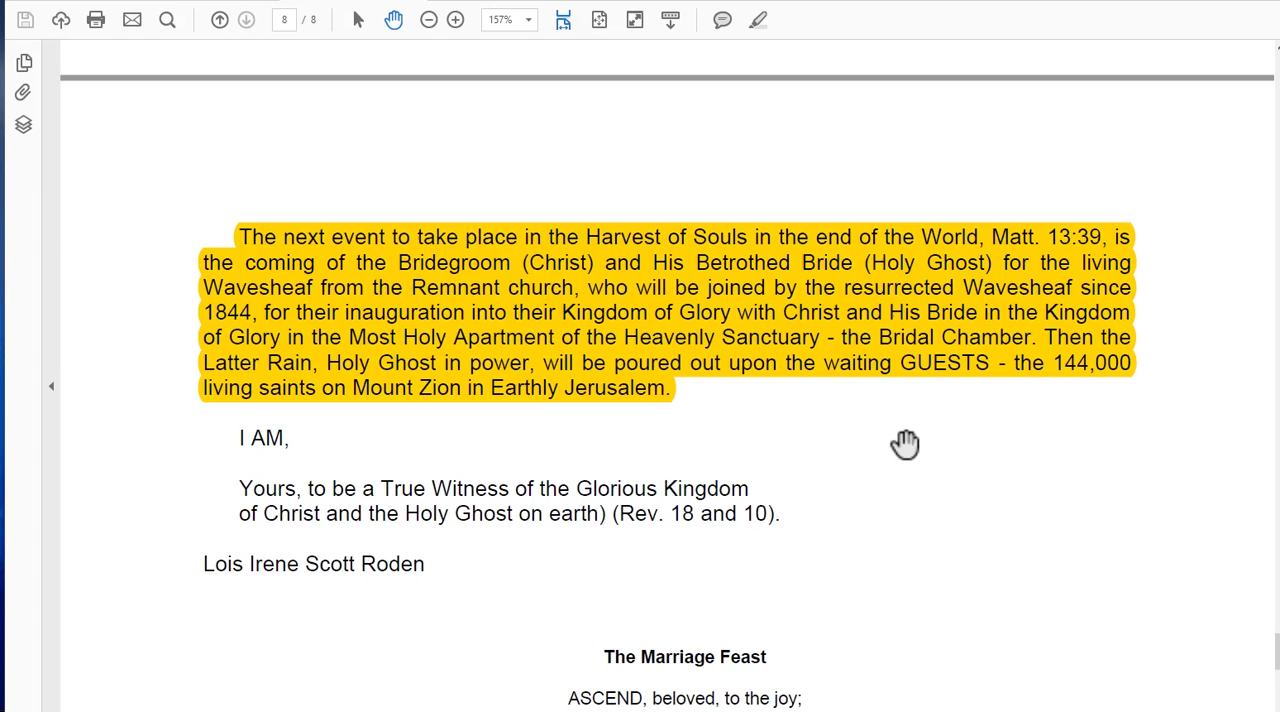 8 / 8
157%
The next event to take place in the Harvest of Souls in the end of the World, Matt. 13:39, is
the coming of the Bridegroom (Christ) and His Betrothed Bride (Holy Ghost) for the living
Wavesheaf from the Remnant church, who will be joined by the resurrected Wavesheaf since
1844, for their inauguration into their Kingdom of Glory with Christ and His Bride in the Kingdom
of Glory in the Most Holy Apartment of the Heavenly Sanctuary - the Bridal Chamber. Then the
Latter Rain, Holy Ghost in power, will be poured out upon the waiting GUESTS - the 144,000
living saints on Mount Zion in Earthly Jerusalem.
I AM,
Yours, to be a True Witness of the Glorious Kingdom
of Christ and the Holy Ghost on earth) (Rev. 18 and 10).
Lois Irene Scott Roden
The Marriage Feast
ASCEND, beloved, to the joy;